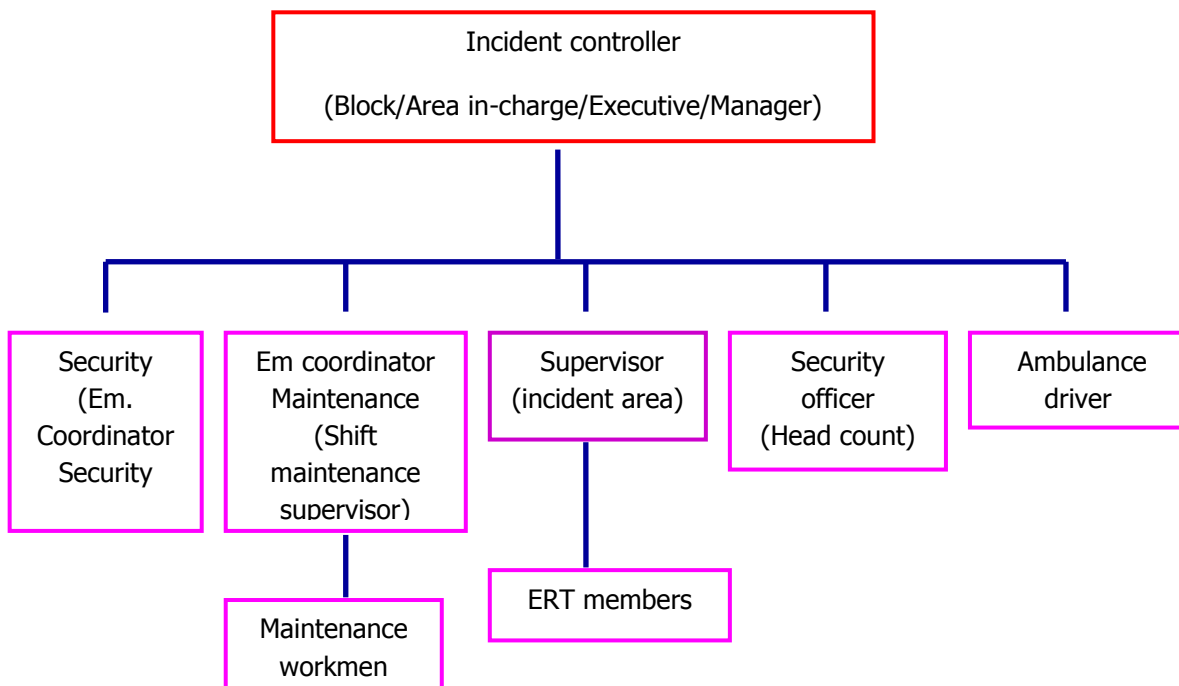 Incident controller
(Block/Area in-charge/Executive/Manager)
Security
(Em.
Coordinator
Security
Em coordinator
Maintenance
(Shift
maintenance
supervisor)
Supervisor
(incident area)
Security
officer
(Head count)
Ambulance
driver
ERT members
Maintenance
workmen